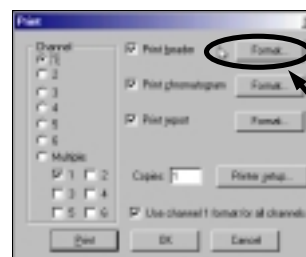 Print
Channel
1
2
3
4
5
6
Multiple:
1 2
3 4
5 6
Print header Format...
Print chromatogram Format...
Print report Format...
Copies: 1 Printer setup...
Use channel 1 format for all channels
Print OK Cancel